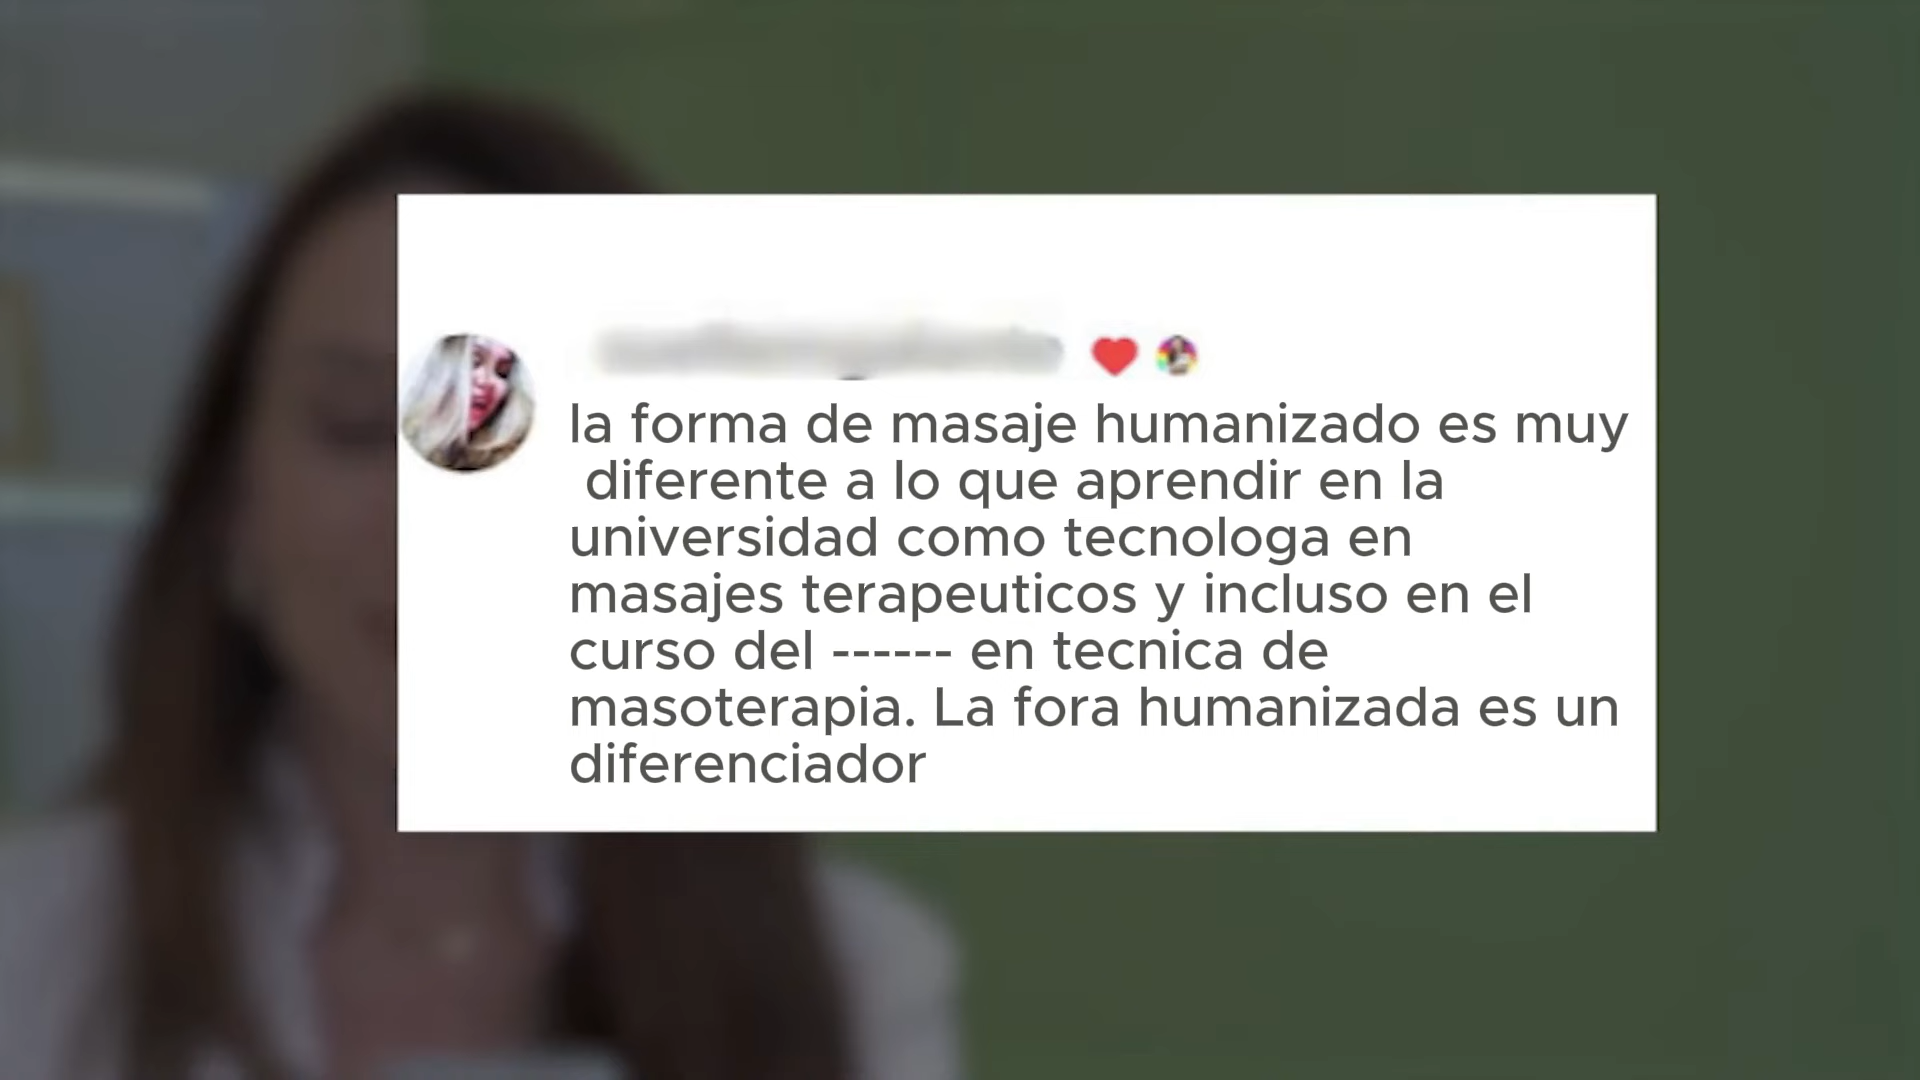 la forma de masaje humanizado es muy
diferente a lo que aprendir en la
universidad como tecnologa en
masajes terapeuticos y incluso en el
curso del ------ en tecnica de
masoterapia. La fora humanizada es un
diferenciador